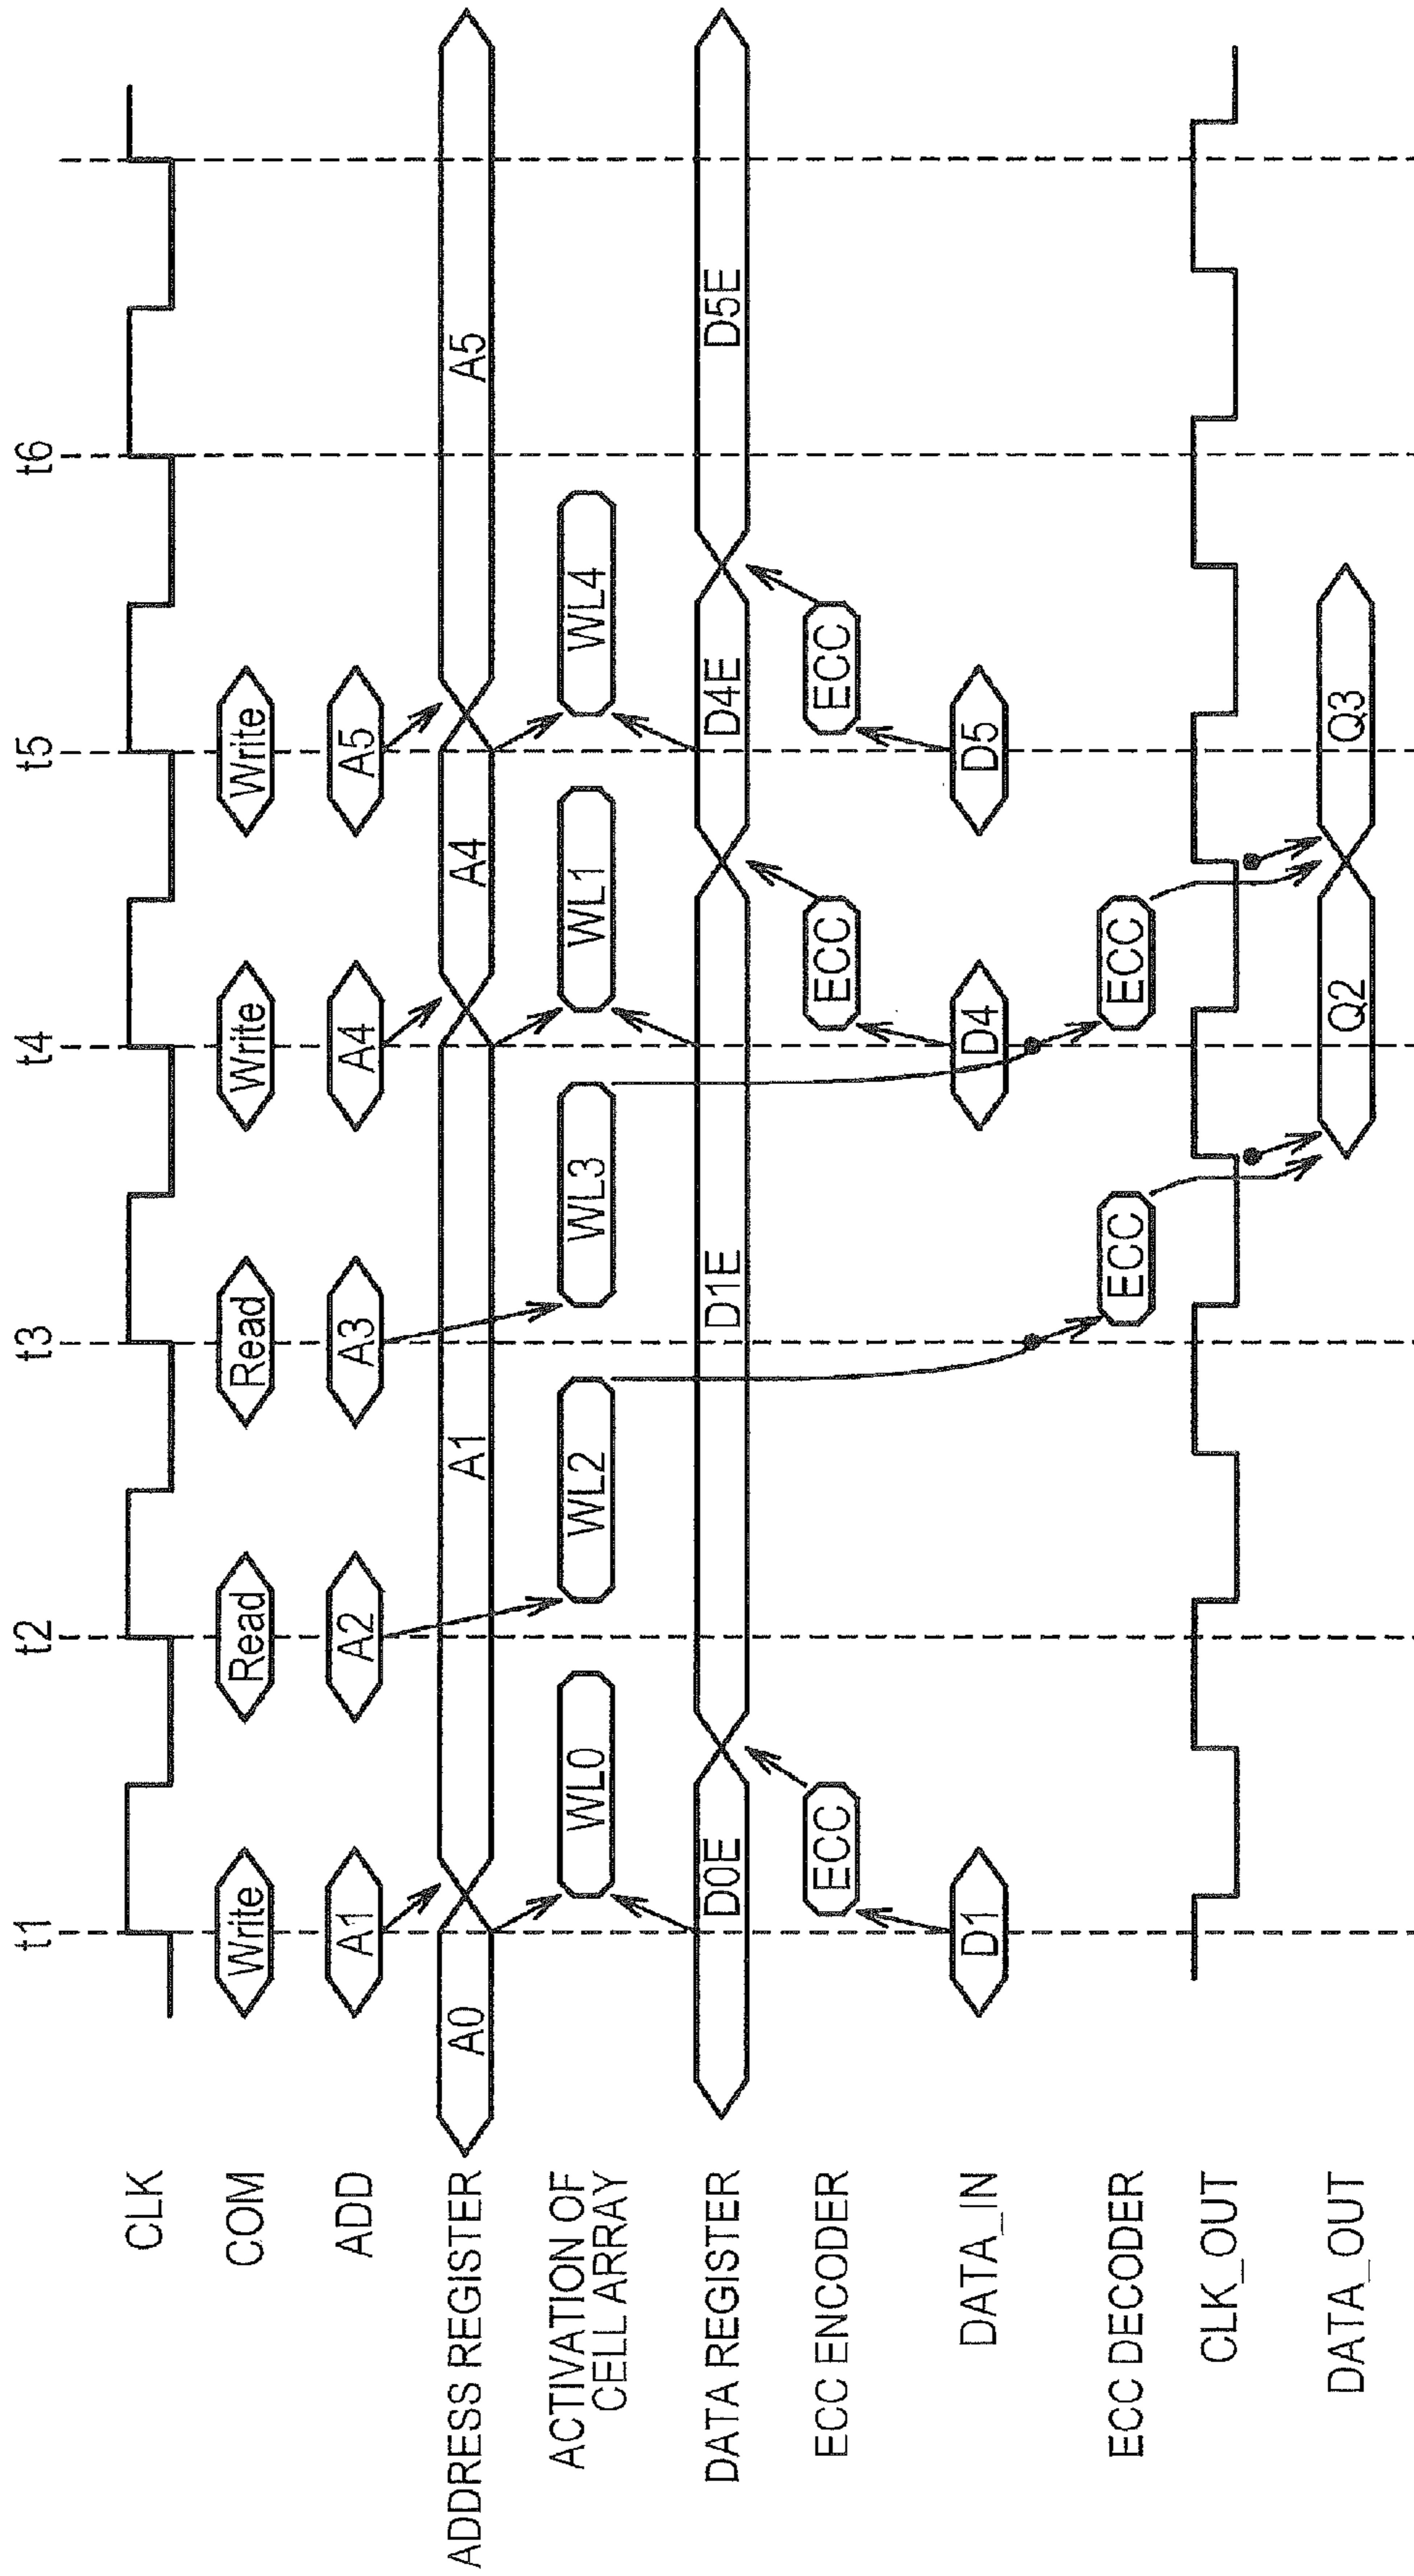 t1 t2 t3 t4 t5 t6
CLK
COM Write Read Read Write Write
ADD A1 A2 A3 A4 A5
ADDRESS REGISTER A0 A1 A4 A5
ACTIVATION OF
CELL ARRAY WL0 WL2 WL3 WL1 WL4
DATA REGISTER D0E D1E D4E D5E
ECC ENCODER ECC ECC ECC
DATA_IN D1 D4 D5
ECC DECODER ECC ECC
CLK_OUT
DATA_OUT Q2 Q3